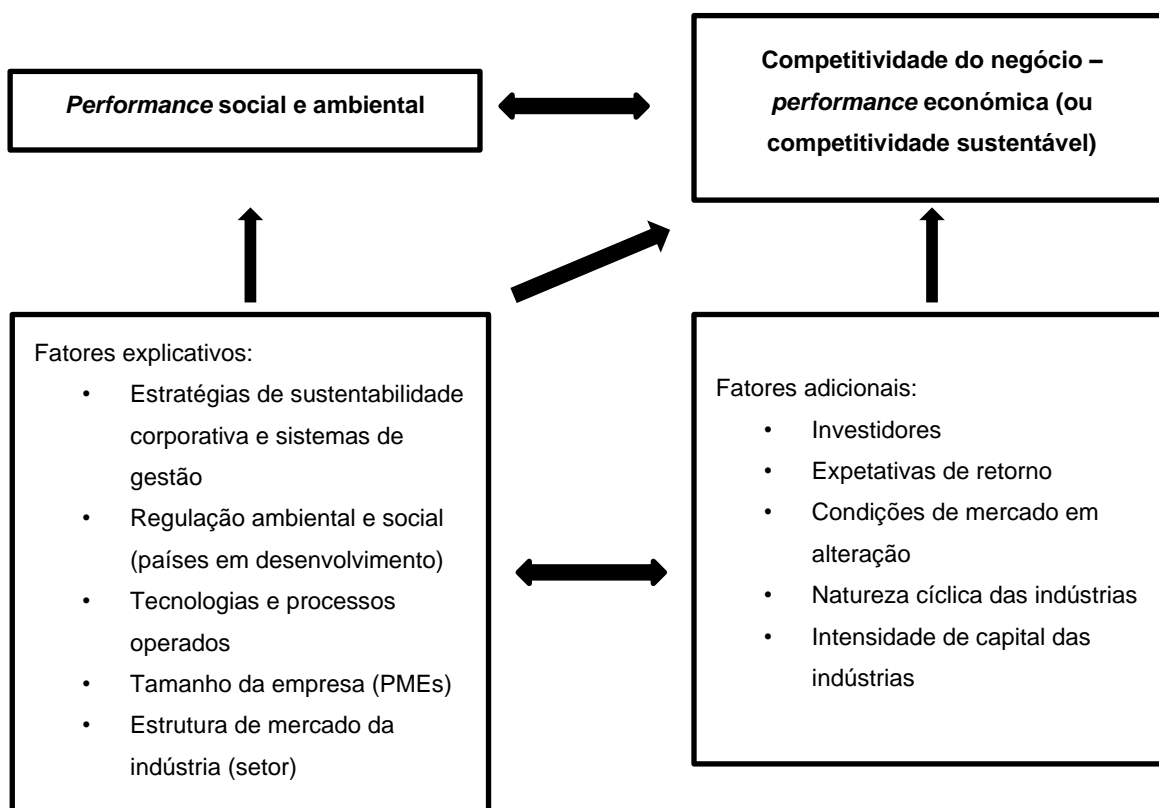 Performance social e ambiental
Competitividade do negócio –
performance económica (ou
competitividade sustentável)
Fatores explicativos:
• Estratégias de sustentabilidade
corporativa e sistemas de
gestão
• Regulação ambiental e social
(países em desenvolvimento)
• Tecnologias e processos
operados
• Tamanho da empresa (PMEs)
• Estrutura de mercado da
indústria (setor)
Fatores adicionais:
• Investidores
• Expetativas de retorno
• Condições de mercado em
alteração
• Natureza cíclica das indústrias
• Intensidade de capital das
indústrias